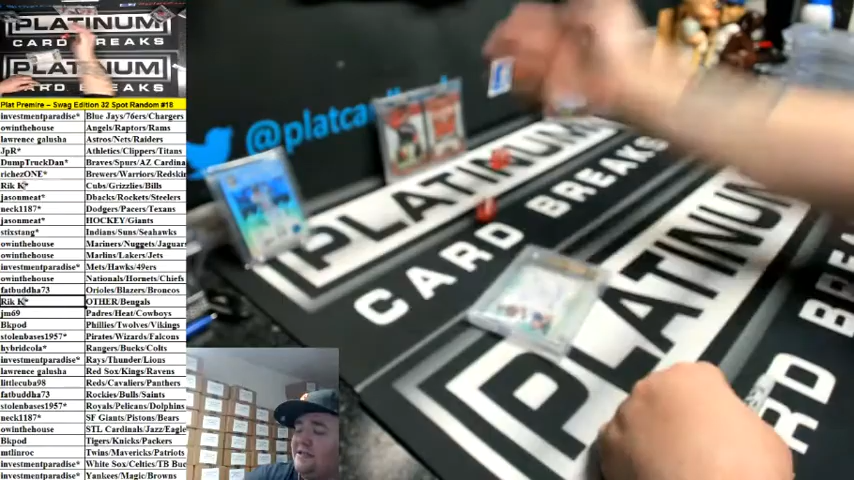 PLATINUM
CARD BREAKS
PLATINUM
CARD BREAKS
Plat Premire – Swag Edition 32 Spot Random #18
investmentparadise* Blue Jays/76ers/Chargers
owinthehouse Angels/Raptors/Rams
lawrence galusha Astros/Nets/Raiders
JpR* Athletics/Clippers/Titans
DumpTruckDan* Braves/Spurs/AZ Cardina
richezONE* Brewers/Warriors/Redskin
Rik K* Cubs/Grizzlies/Bills
jasonmeat* Dbacks/Rockets/Steelers
neck1187* Dodgers/Pacers/Texans
jasonmeat* HOCKEY/Giants
stixstang* Indians/Suns/Seahawks
owinthehouse Mariners/Nuggets/Jaguars
owinthehouse Marlins/Lakers/Jets
investmentparadise* Mets/Hawks/49ers
owinthehouse Nationals/Hornets/Chiefs
fatbuddha73 Orioles/Blazers/Broncos
Rik K* OTHER/Bengals
jm69 Padres/Heat/Cowboys
Bkpod Phillies/Twolves/Vikings
stolenbases1957* Pirates/Wizards/Falcons
hybridcola* Rangers/Bucks/Colts
investmentparadise* Rays/Thunder/Lions
lawrence galusha Red Sox/Kings/Ravens
littlecuba98 Reds/Cavaliers/Panthers
fatbuddha73 Rockies/Bulls/Saints
stolenbases1957* Royals/Pelicans/Dolphins
neck1187* SF Giants/Pistons/Bears
owinthehouse STL Cardinals/Jazz/Eagle
Bkpod Tigers/Knicks/Packers
mtlinroc Twins/Mavericks/Patriots
investmentparadise* White Sox/Celtics/TB Buc
investmentparadise* Yankees/Magic/Browns
PLATINUM
CARD BREAKS
PLATINUM